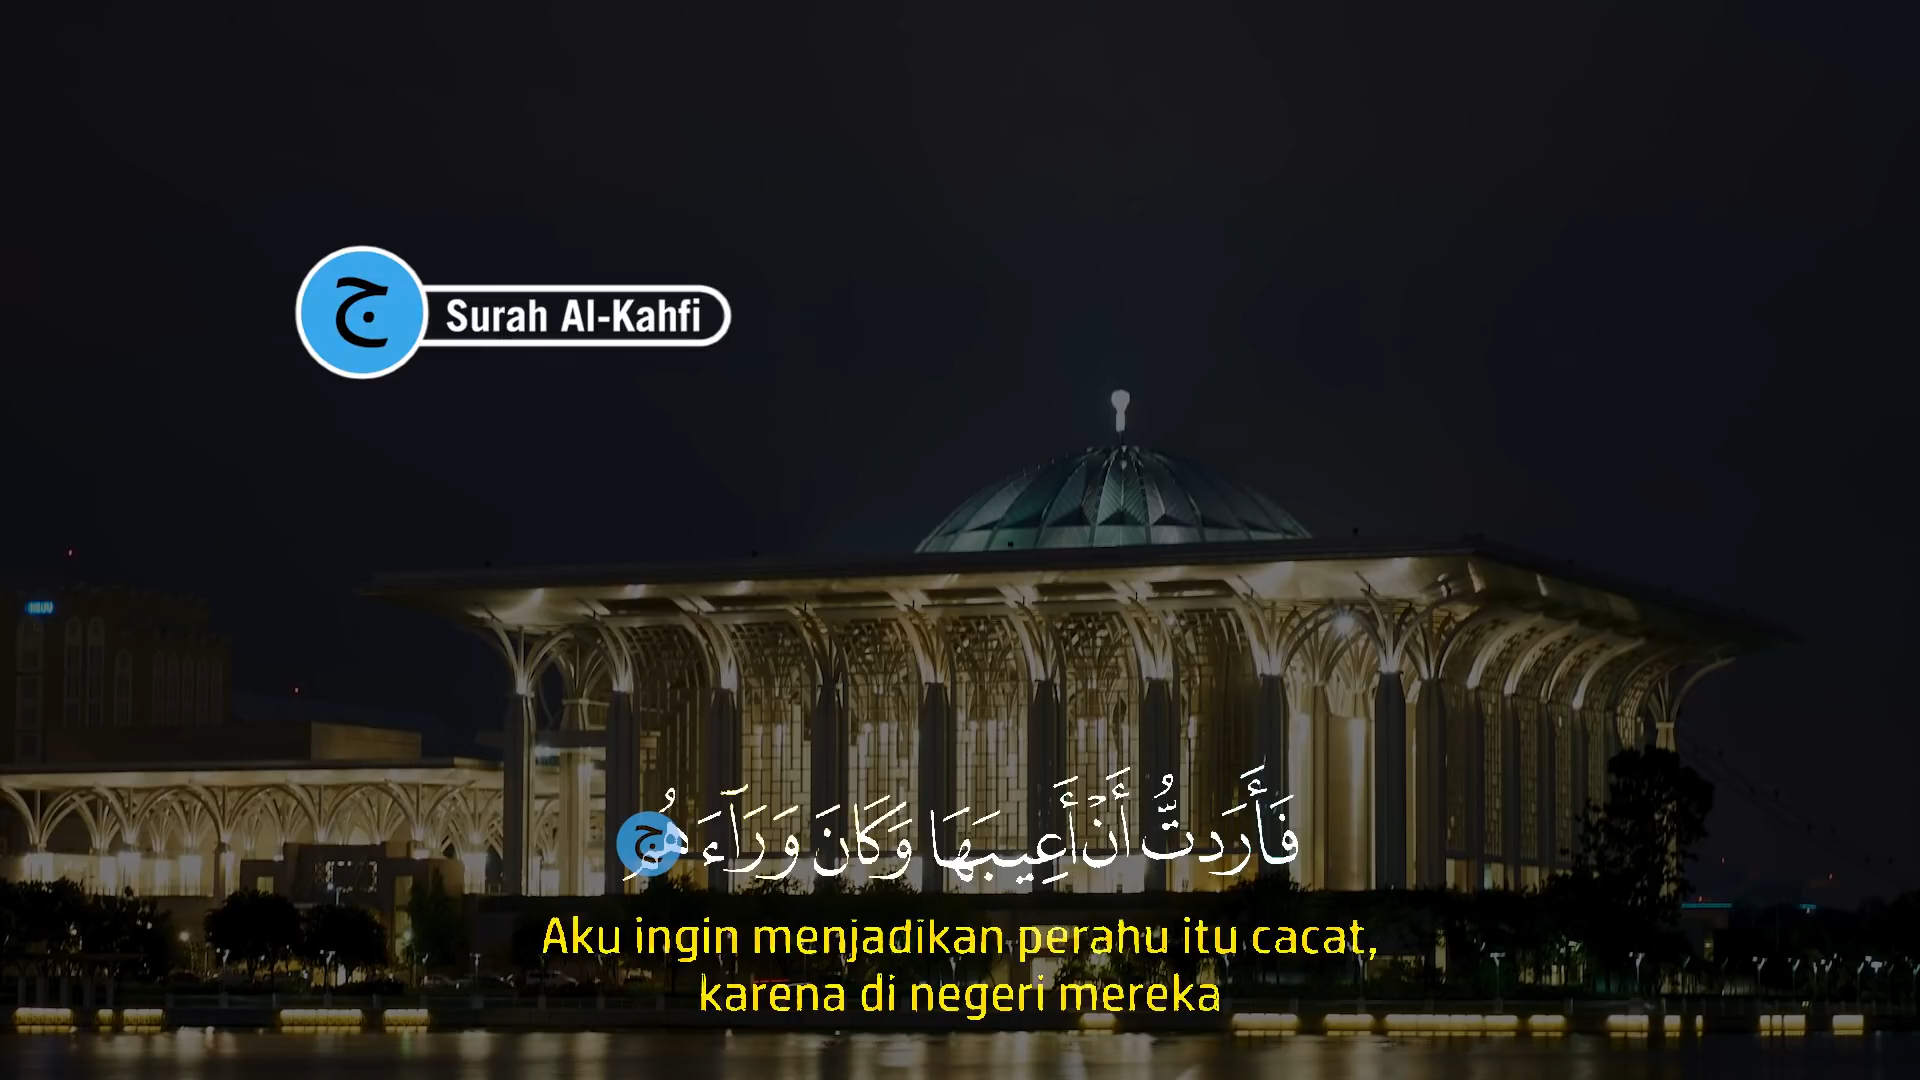 ج
Surah Al-Kahfi
فَأَرَدتُّ أَنْ أَعِيبَهَا وَكَانَ وَرَآءَهُم
ج
Aku ingin menjadikan perahu itu cacat,
karena di negeri mereka